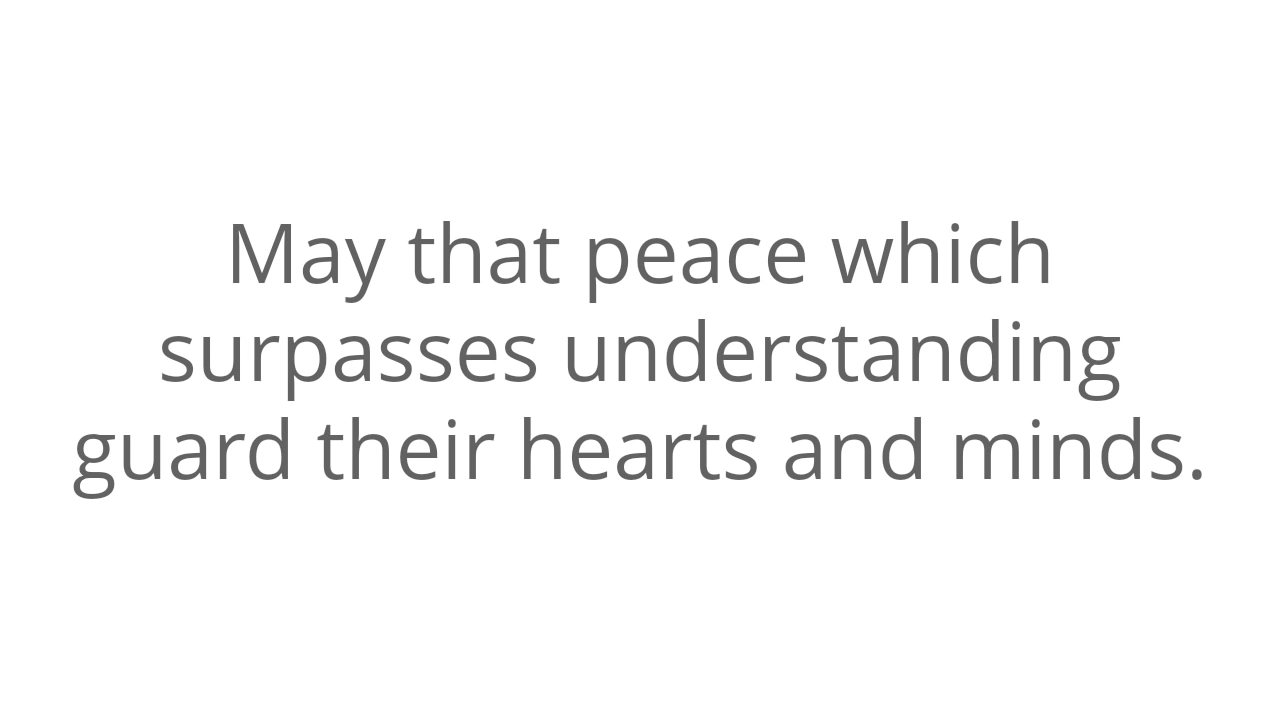 May that peace which
surpasses understanding
guard their hearts and minds.